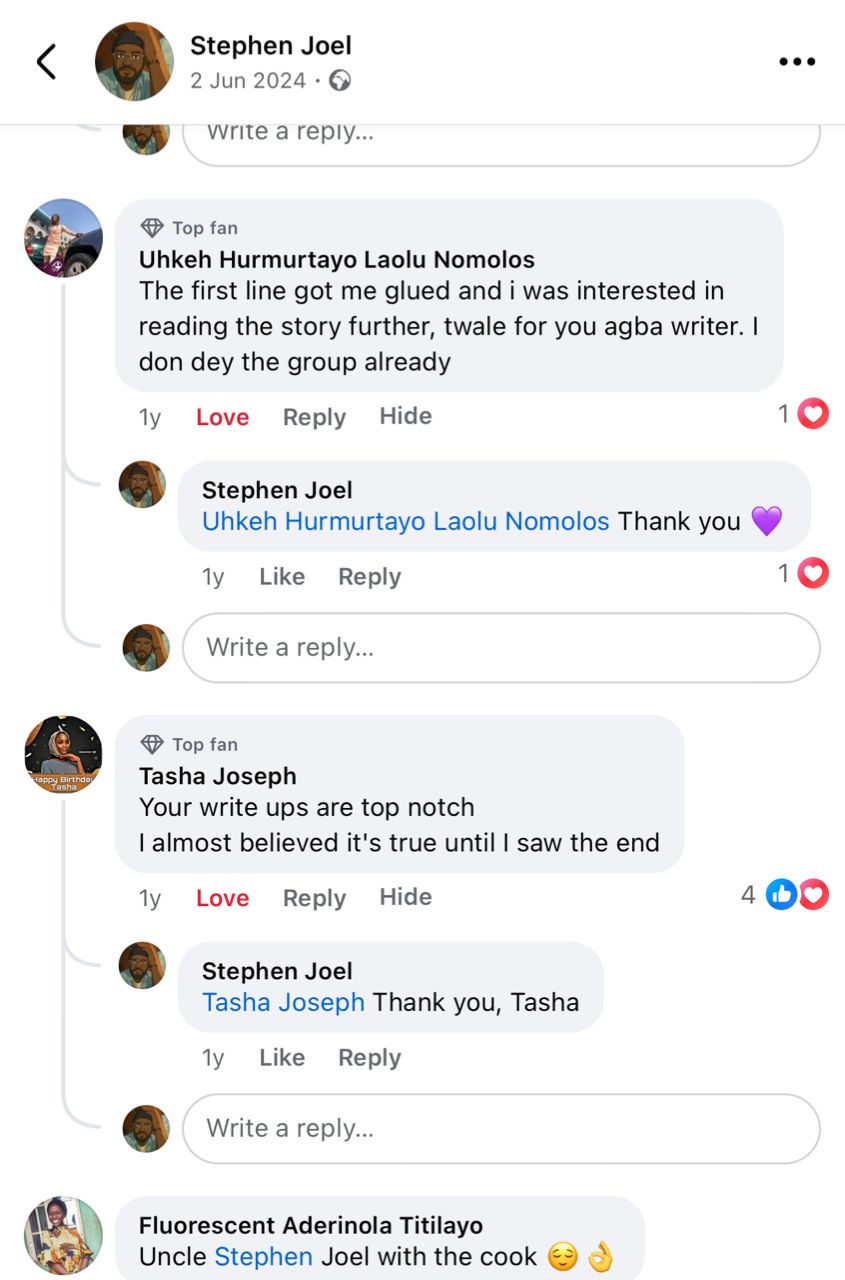 Stephen Joel
2 Jun 2024 ·
Write a reply...
Top fan
Uhkeh Hurmurtayo Laolu Nomolos
The first line got me glued and i was interested in
reading the story further, twale for you agba writer. I
don dey the group already
1y Love Reply Hide 1
Stephen Joel
Uhkeh Hurmurtayo Laolu Nomolos Thank you 💜
1y Like Reply 1
Write a reply...
Top fan
Tasha Joseph
Your write ups are top notch
I almost believed it's true until I saw the end
Happy Birthday
Tasha
1y Love Reply Hide 4
Stephen Joel
Tasha Joseph Thank you, Tasha
1y Like Reply
Write a reply...
Fluorescent Aderinola Titilayo
Uncle Stephen Joel with the cook 😌👌